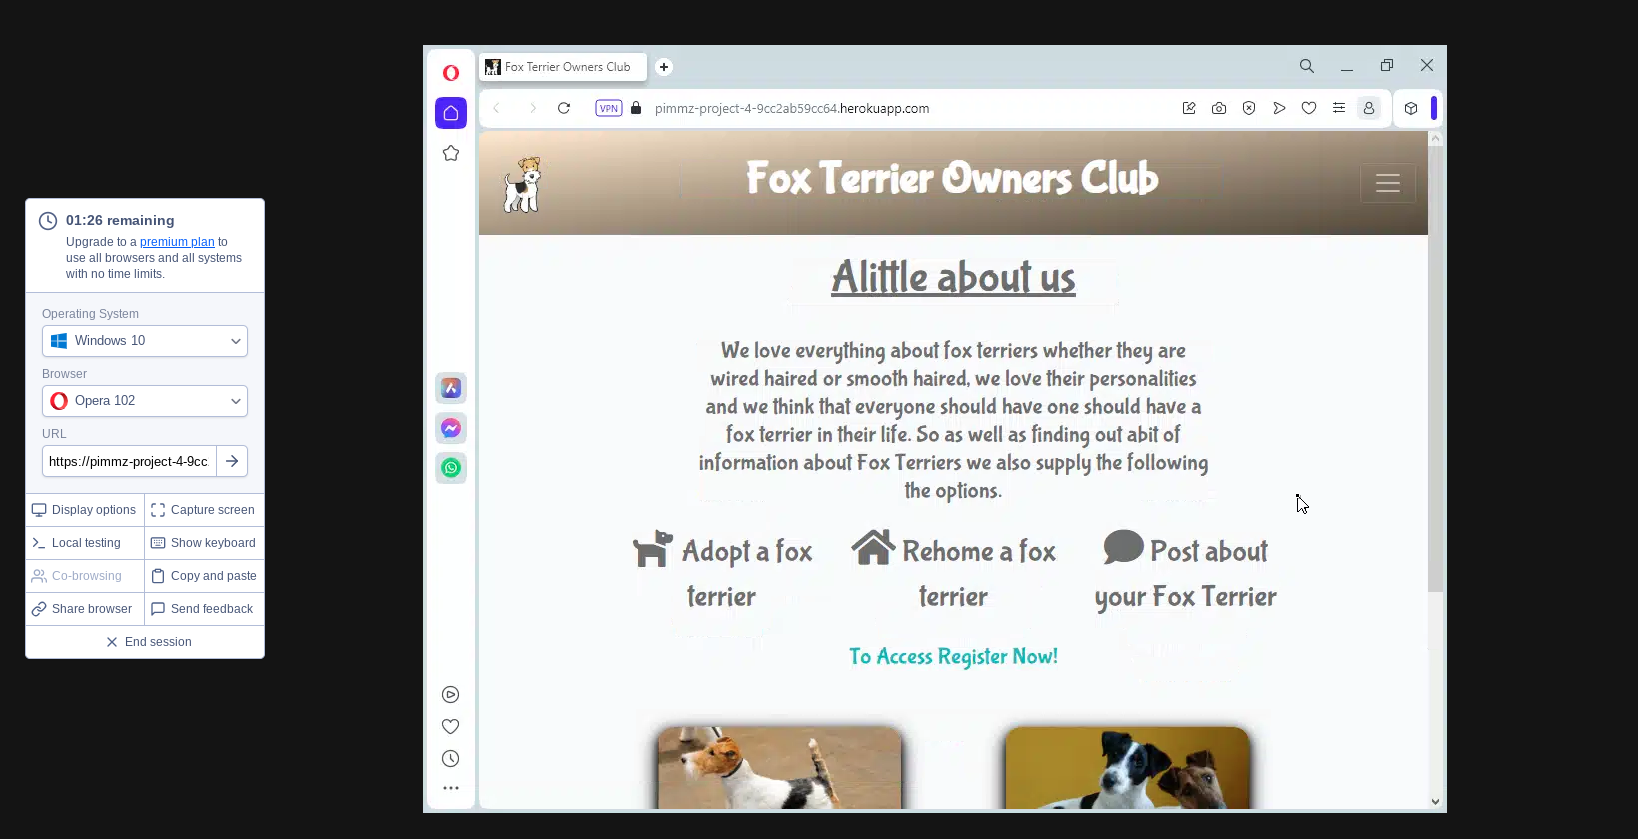 Fox Terrier Owners Club
VPN
pimmz-project-4-9cc2ab59cc64.herokuapp.com
01:26 remaining
Upgrade to a premium plan to
use all browsers and all systems
with no time limits.
Operating System
Windows 10
Browser
Opera 102
URL
https://pimmz-project-4-9cc.
Display options
Capture screen
Local testing
Show keyboard
Co-browsing
Copy and paste
Share browser
Send feedback
End session
Fox Terrier Owners Club
Alittle about us
We love everything about fox terriers whether they are
wired haired or smooth haired, we love their personalities
and we think that everyone should have one should have a
fox terrier in their life. So as well as finding out abit of
information about Fox Terriers we also supply the following
the options.
Adopt a fox
terrier
Rehome a fox
terrier
Post about
your Fox Terrier
To Access Register Now!